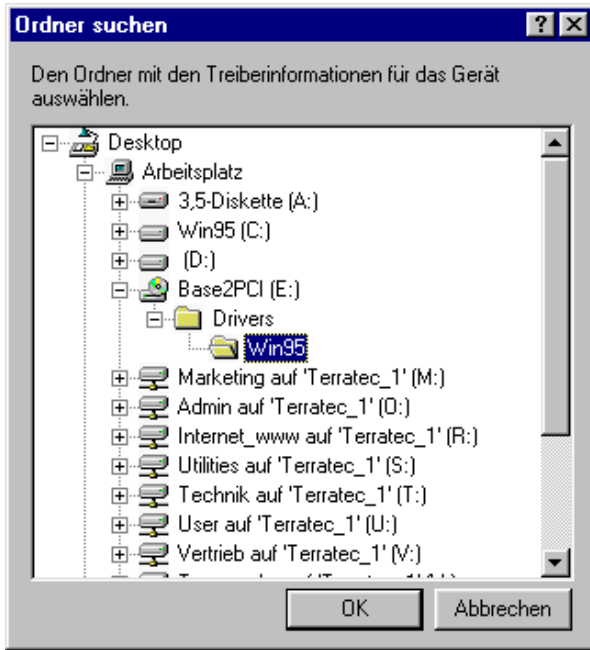 Ordner suchen
Den Ordner mit den Treiberinformationen für das Gerät
auswählen.
Desktop
Arbeitsplatz
3,5-Diskette (A:)
Win95 (C:)
(D:)
Base2PCI (E:)
Drivers
Win95
Marketing auf 'Terratec_1' (M:)
Admin auf 'Terratec_1' (O:)
Internet_www auf 'Terratec_1' (R:)
Utilities auf 'Terratec_1' (S:)
Technik auf 'Terratec_1' (T:)
User auf 'Terratec_1' (U:)
Vertrieb auf 'Terratec_1' (V:)
OK Abbrechen